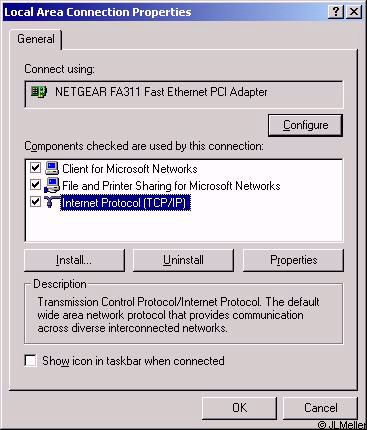 Local Area Connection Properties
General
Connect using:
NETGEAR FA311 Fast Ethernet PCI Adapter
Configure
Components checked are used by this connection:
Client for Microsoft Networks
File and Printer Sharing for Microsoft Networks
Internet Protocol (TCP/IP)
Install...
Uninstall
Properties
Description
Transmission Control Protocol/Internet Protocol. The default
wide area network protocol that provides communication
across diverse interconnected networks.
Show icon in taskbar when connected
OK
Cancel
© JLMeller